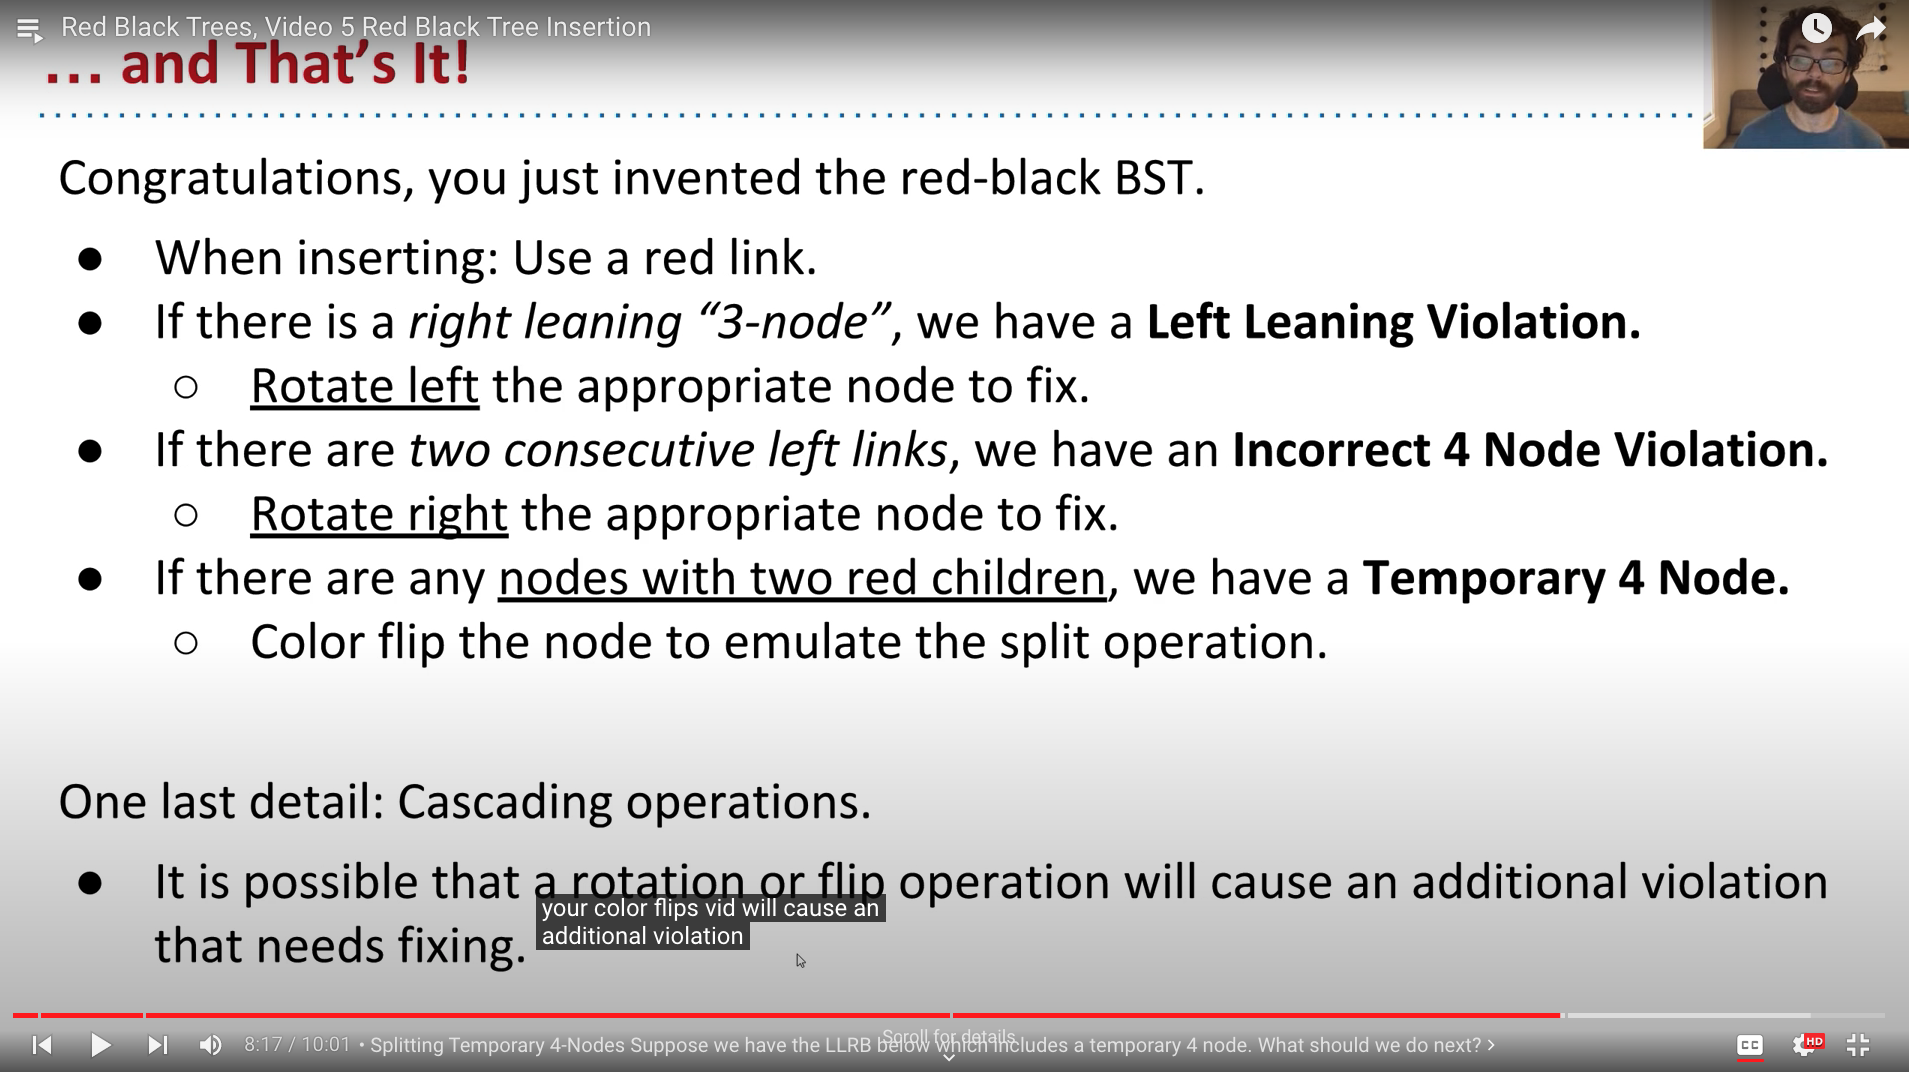 Red Black Trees, Video 5 Red Black Tree Insertion
... and That's It!
Congratulations, you just invented the red-black BST.
● When inserting: Use a red link.
● If there is a right leaning “3-node”, we have a Left Leaning Violation.
○ Rotate left the appropriate node to fix.
● If there are two consecutive left links, we have an Incorrect 4 Node Violation.
○ Rotate right the appropriate node to fix.
● If there are any nodes with two red children, we have a Temporary 4 Node.
○ Color flip the node to emulate the split operation.
One last detail: Cascading operations.
● It is possible that a rotation or flip operation will cause an additional violation
that needs fixing.
your color flips vid will cause an
additional violation
Scroll for details
8:17 / 10:01 • Splitting Temporary 4-Nodes Suppose we have the LLRB below which includes a temporary 4 node. What should we do next?
CC
HD